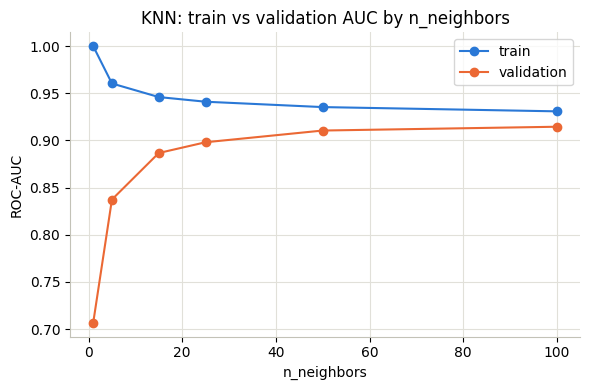 KNN: train vs validation AUC by n_neighbors
train
validation
1.00
0.95
0.90
0.85
0.80
0.75
0.70
ROC-AUC
0
20
40
60
80
100
n_neighbors